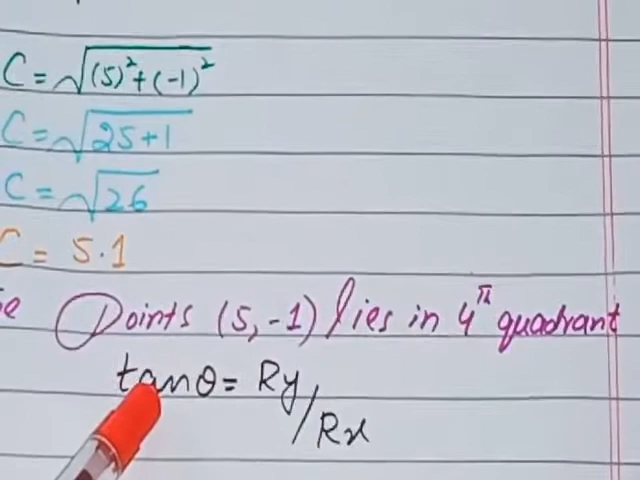 C = √(5)²+(-1)²
C = √25+1
C = √26
C = 5.1
Points (5,-1) lies in 4th quadrant
tanθ = Ry/Rx